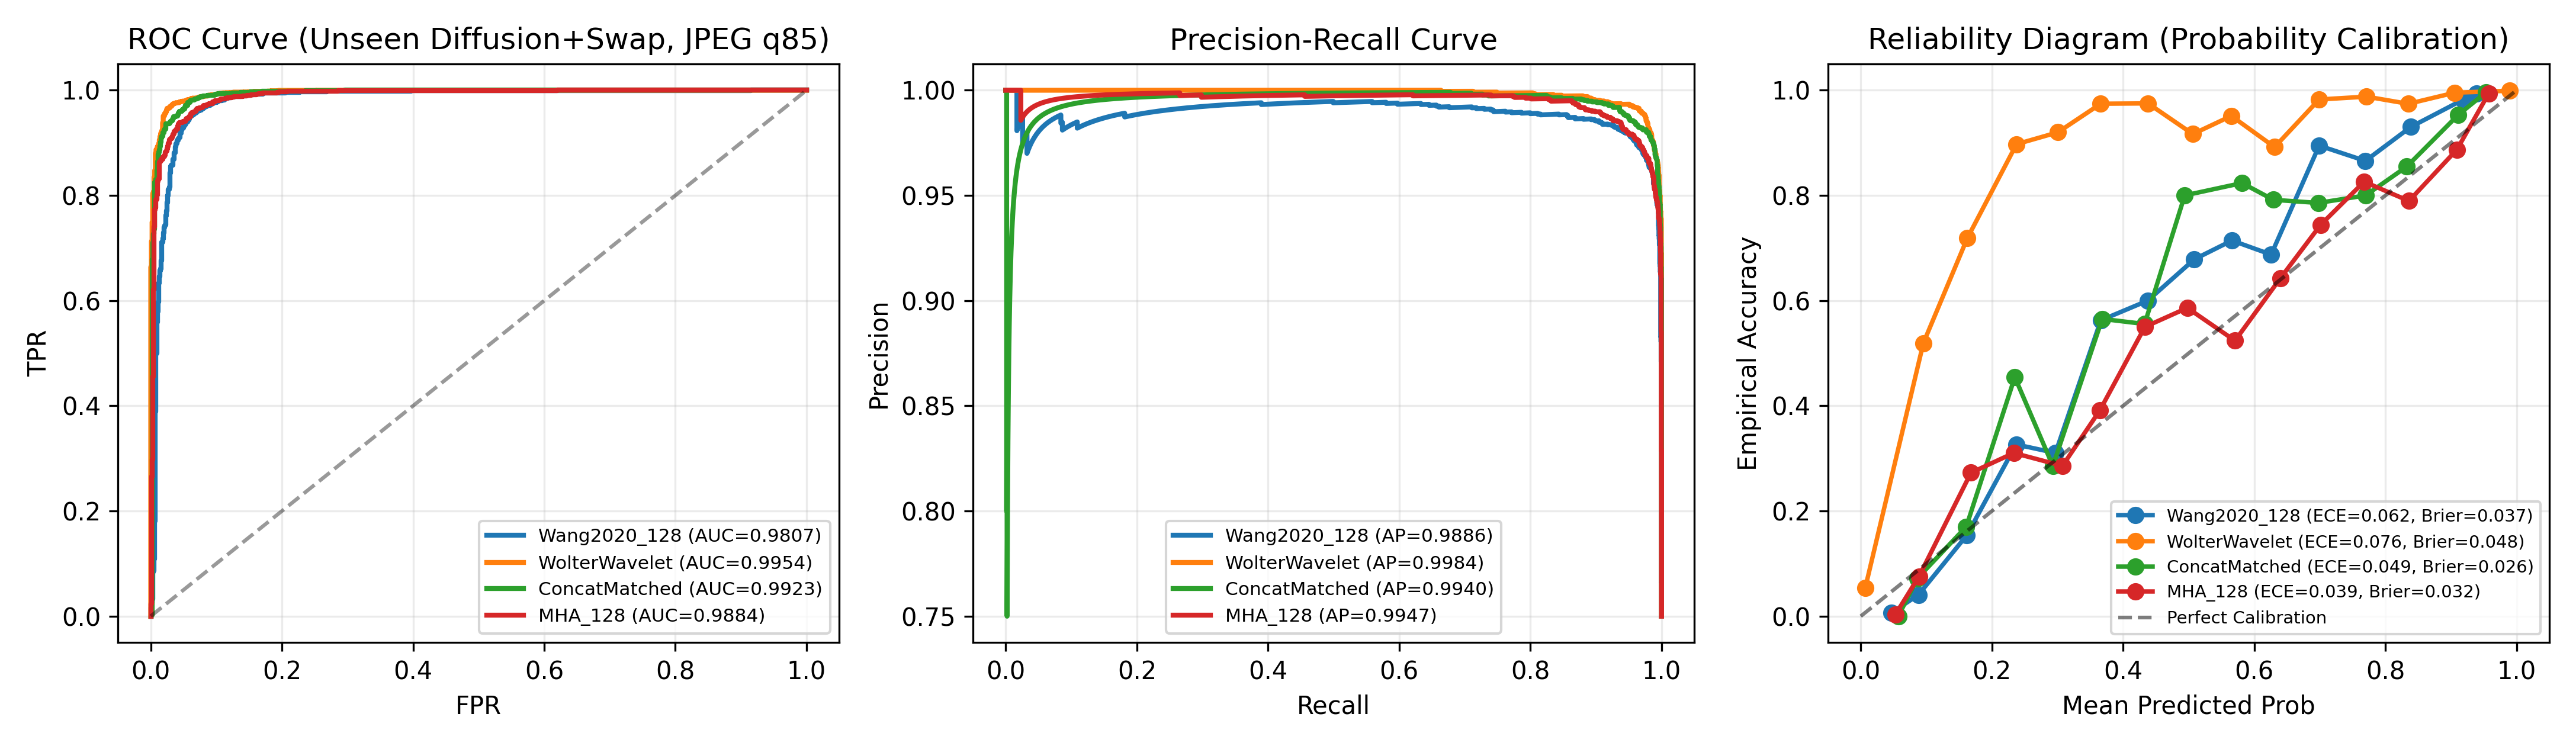 ROC Curve (Unseen Diffusion+Swap, JPEG q85)
TPR
1.0
0.8
0.6
0.4
0.2
0.0
0.0 0.2 0.4 0.6 0.8 1.0
FPR
Wang2020_128 (AUC=0.9807)
WolterWavelet (AUC=0.9954)
ConcatMatched (AUC=0.9923)
MHA_128 (AUC=0.9884)
Precision-Recall Curve
Precision
1.00
0.95
0.90
0.85
0.80
0.75
0.0 0.2 0.4 0.6 0.8 1.0
Recall
Wang2020_128 (AP=0.9886)
WolterWavelet (AP=0.9984)
ConcatMatched (AP=0.9940)
MHA_128 (AP=0.9947)
Reliability Diagram (Probability Calibration)
Empirical Accuracy
1.0
0.8
0.6
0.4
0.2
0.0
0.0 0.2 0.4 0.6 0.8 1.0
Mean Predicted Prob
Wang2020_128 (ECE=0.062, Brier=0.037)
WolterWavelet (ECE=0.076, Brier=0.048)
ConcatMatched (ECE=0.049, Brier=0.026)
MHA_128 (ECE=0.039, Brier=0.032)
Perfect Calibration